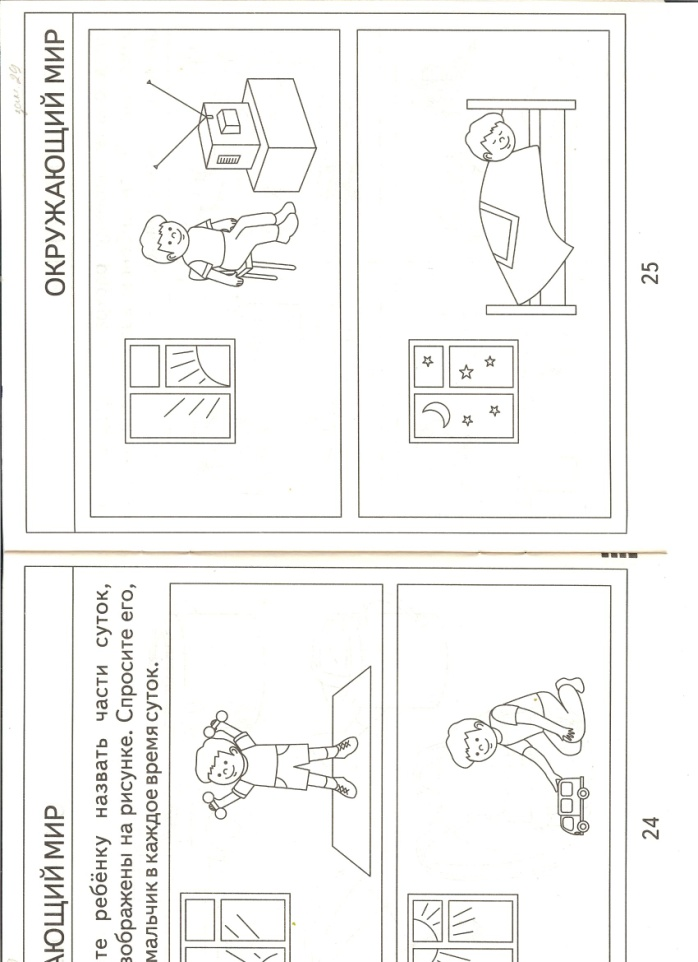 АЮЩИЙ МИР
те ребёнку назвать части суток,
зображены на рисунке. Спросите его,
мальчик в каждое время суток.
24
ОКРУЖАЮЩИЙ МИР
25